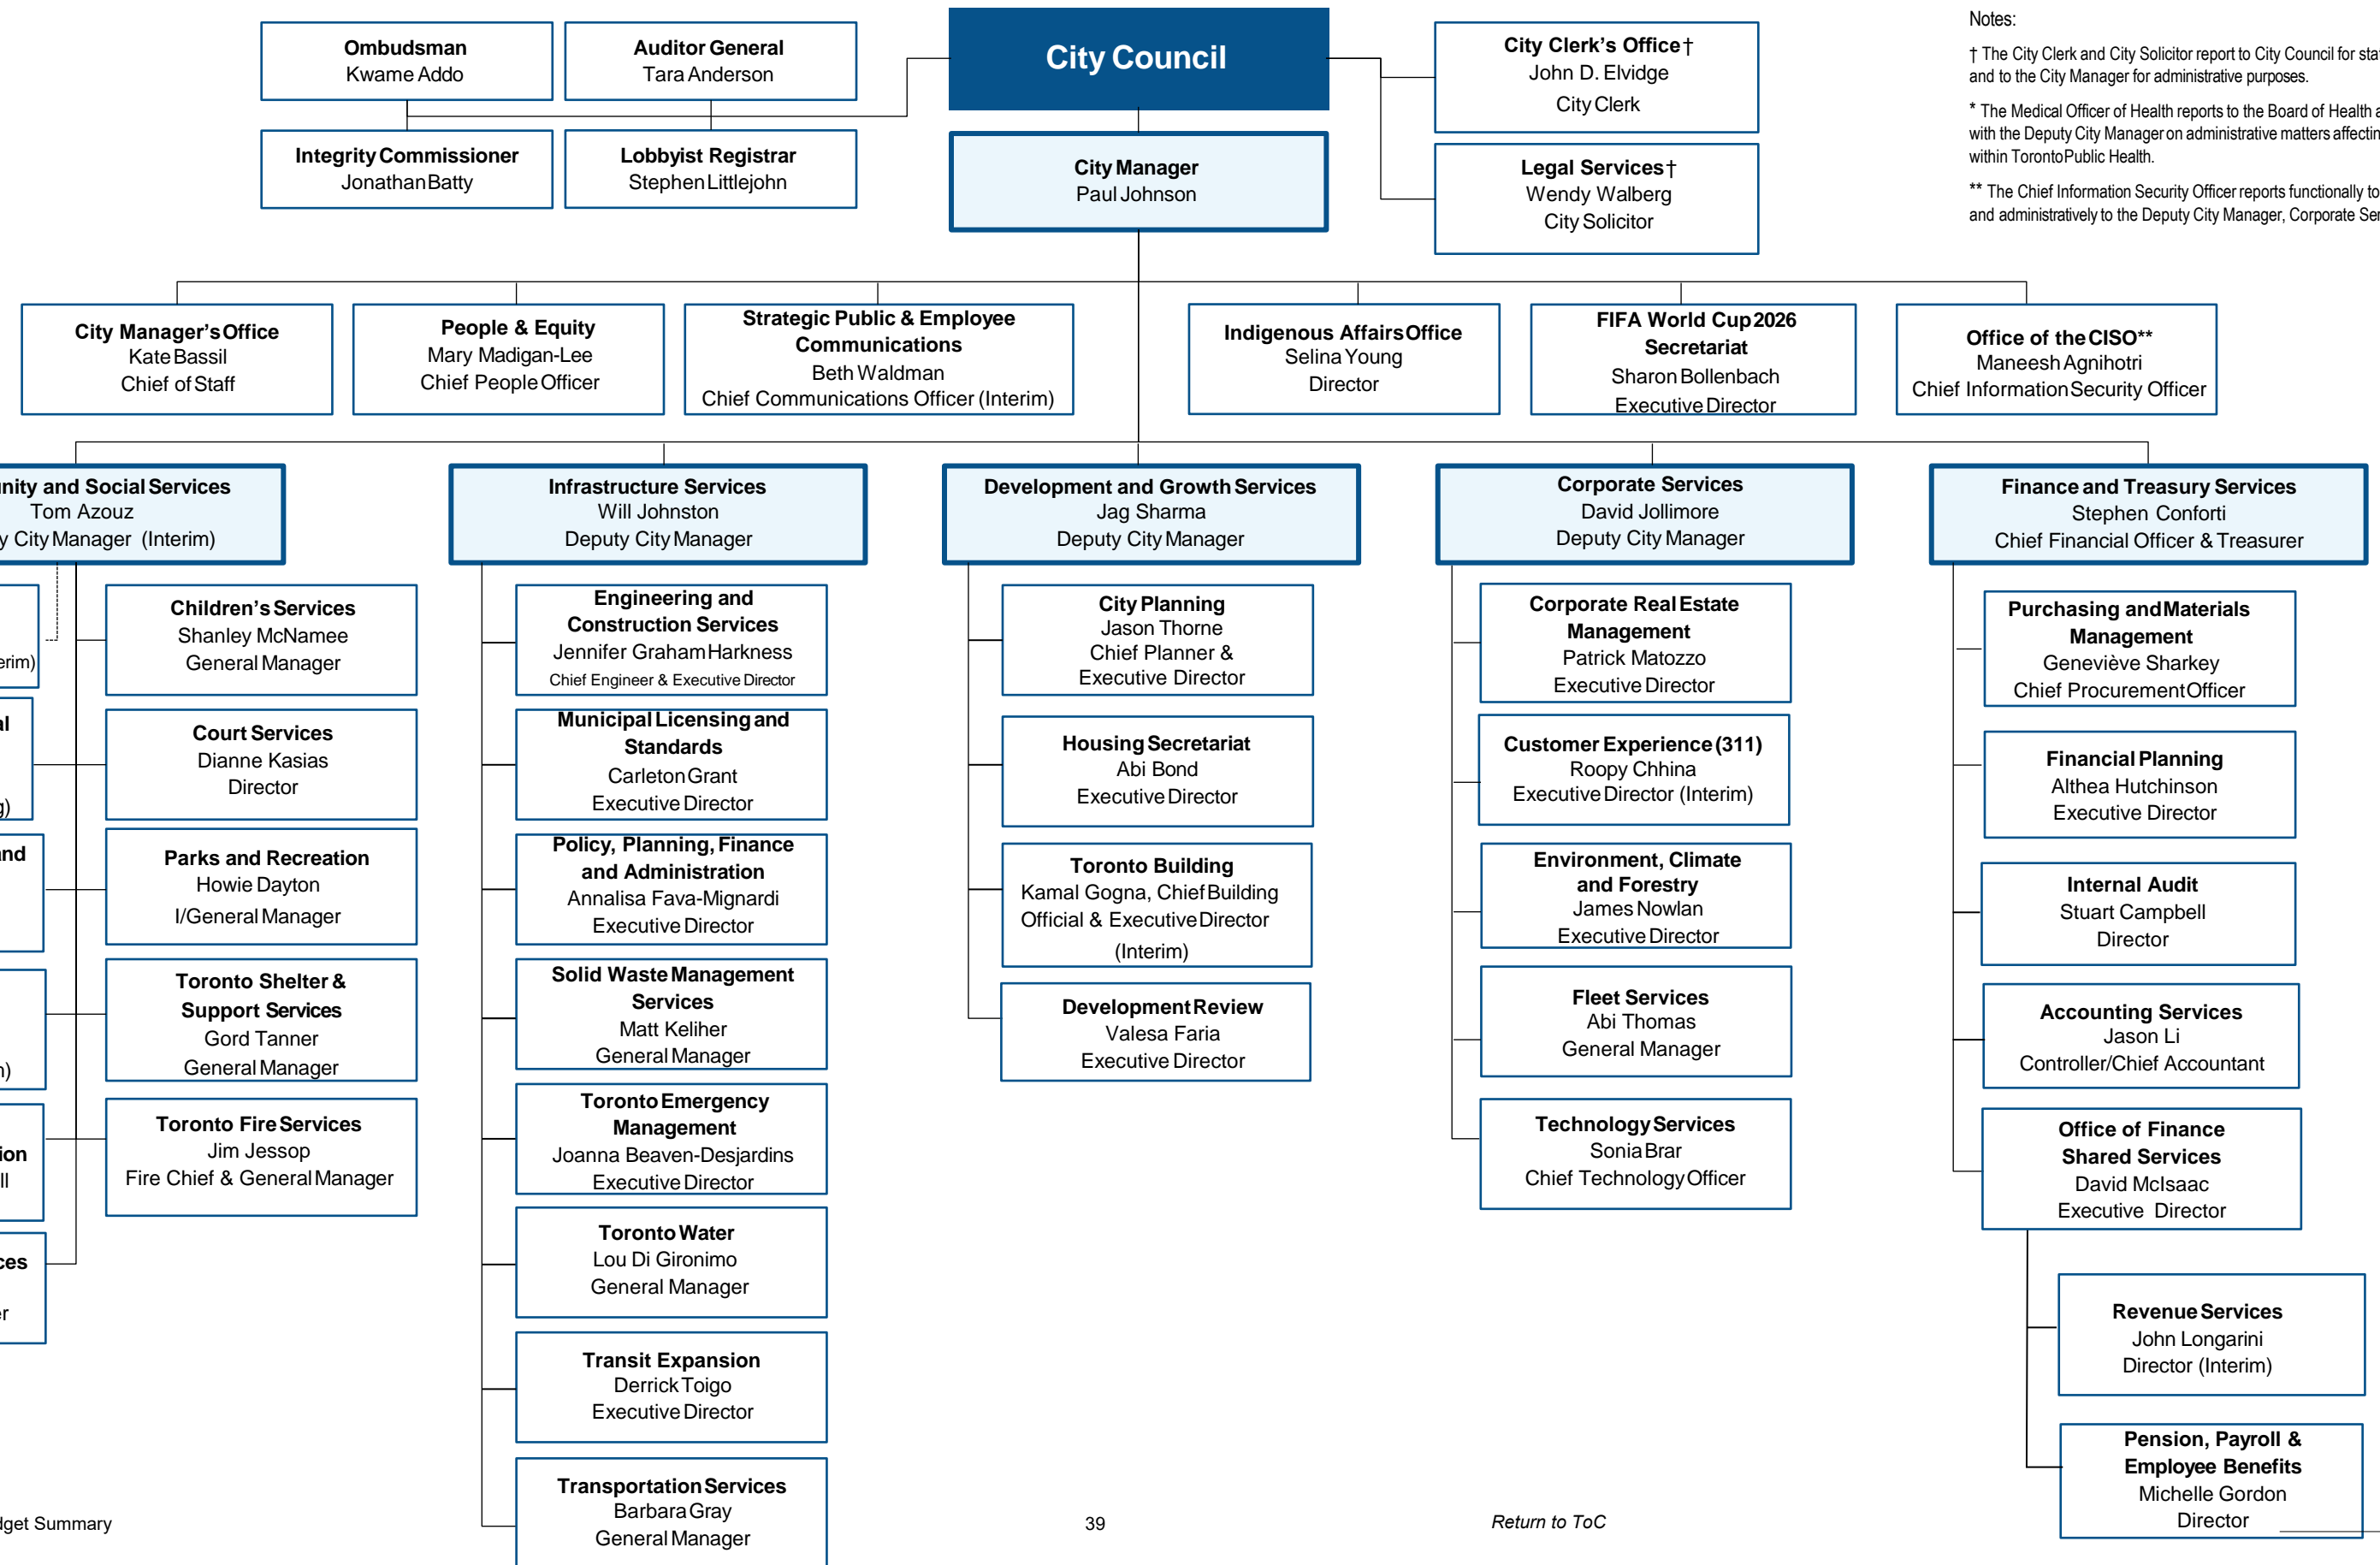 City Council
Ombudsman
Kwame Addo
Auditor General
Tara Anderson
Integrity Commissioner
Jonathan Batty
Lobbyist Registrar
Stephen Littlejohn
City Manager
Paul Johnson
City Clerk's Office†
John D. Elvidge
City Clerk
Legal Services†
Wendy Walberg
City Solicitor
Notes:
† The City Clerk and City Solicitor report to City Council for
and to the City Manager for administrative purposes.
* The Medical Officer of Health reports to the Board of Health
with the Deputy City Manager on administrative matters
within Toronto Public Health.
** The Chief Information Security Officer reports functionally to
and administratively to the Deputy City Manager, Corporate
City Manager's Office
Kate Bassil
Chief of Staff
People & Equity
Mary Madigan-Lee
Chief People Officer
Strategic Public & Employee
Communications
Beth Waldman
Chief Communications Officer (Interim)
Indigenous Affairs Office
Selina Young
Director
FIFA World Cup 2026
Secretariat
Sharon Bollenbach
Executive Director
Office of the CISO**
Maneesh Agnihotri
Chief Information Security Officer
and Social Services
Tom Azouz
City Manager (Interim)
Children's Services
Shanley McNamee
General Manager
Court Services
Dianne Kasias
Director
Parks and Recreation
Howie Dayton
I/General Manager
Toronto Shelter &
Support Services
Gord Tanner
General Manager
Toronto Fire Services
Jim Jessop
Fire Chief & General Manager
Infrastructure Services
Will Johnston
Deputy City Manager
Engineering and
Construction Services
Jennifer Graham Harkness
Chief Engineer & Executive Director
Municipal Licensing and
Standards
Carleton Grant
Executive Director
Policy, Planning, Finance
and Administration
Annalisa Fava-Mignardi
Executive Director
Solid Waste Management
Services
Matt Keliher
General Manager
Toronto Emergency
Management
Joanna Beaven-Desjardins
Executive Director
Toronto Water
Lou Di Gironimo
General Manager
Transit Expansion
Derrick Toigo
Executive Director
Transportation Services
Barbara Gray
General Manager
Development and Growth Services
Jag Sharma
Deputy City Manager
City Planning
Jason Thorne
Chief Planner &
Executive Director
Housing Secretariat
Abi Bond
Executive Director
Toronto Building
Kamal Gogna, Chief Building
Official & Executive Director
(Interim)
Development Review
Valesa Faria
Executive Director
Corporate Services
David Jollimore
Deputy City Manager
Corporate Real Estate
Management
Patrick Matozzo
Executive Director
Customer Experience (311)
Roopy Chhina
Executive Director (Interim)
Environment, Climate
and Forestry
James Nowlan
Executive Director
Fleet Services
Abi Thomas
General Manager
Technology Services
Sonia Brar
Chief Technology Officer
Finance and Treasury Services
Stephen Conforti
Chief Financial Officer & Treasurer
Purchasing and Materials
Management
Geneviève Sharkey
Chief Procurement Officer
Financial Planning
Althea Hutchinson
Executive Director
Internal Audit
Stuart Campbell
Director
Accounting Services
Jason Li
Controller/Chief Accountant
Office of Finance
Shared Services
David McIsaac
Executive Director
Revenue Services
John Longarini
Director (Interim)
Pension, Payroll &
Employee Benefits
Michelle Gordon
Director
Summary
39
Return to ToC